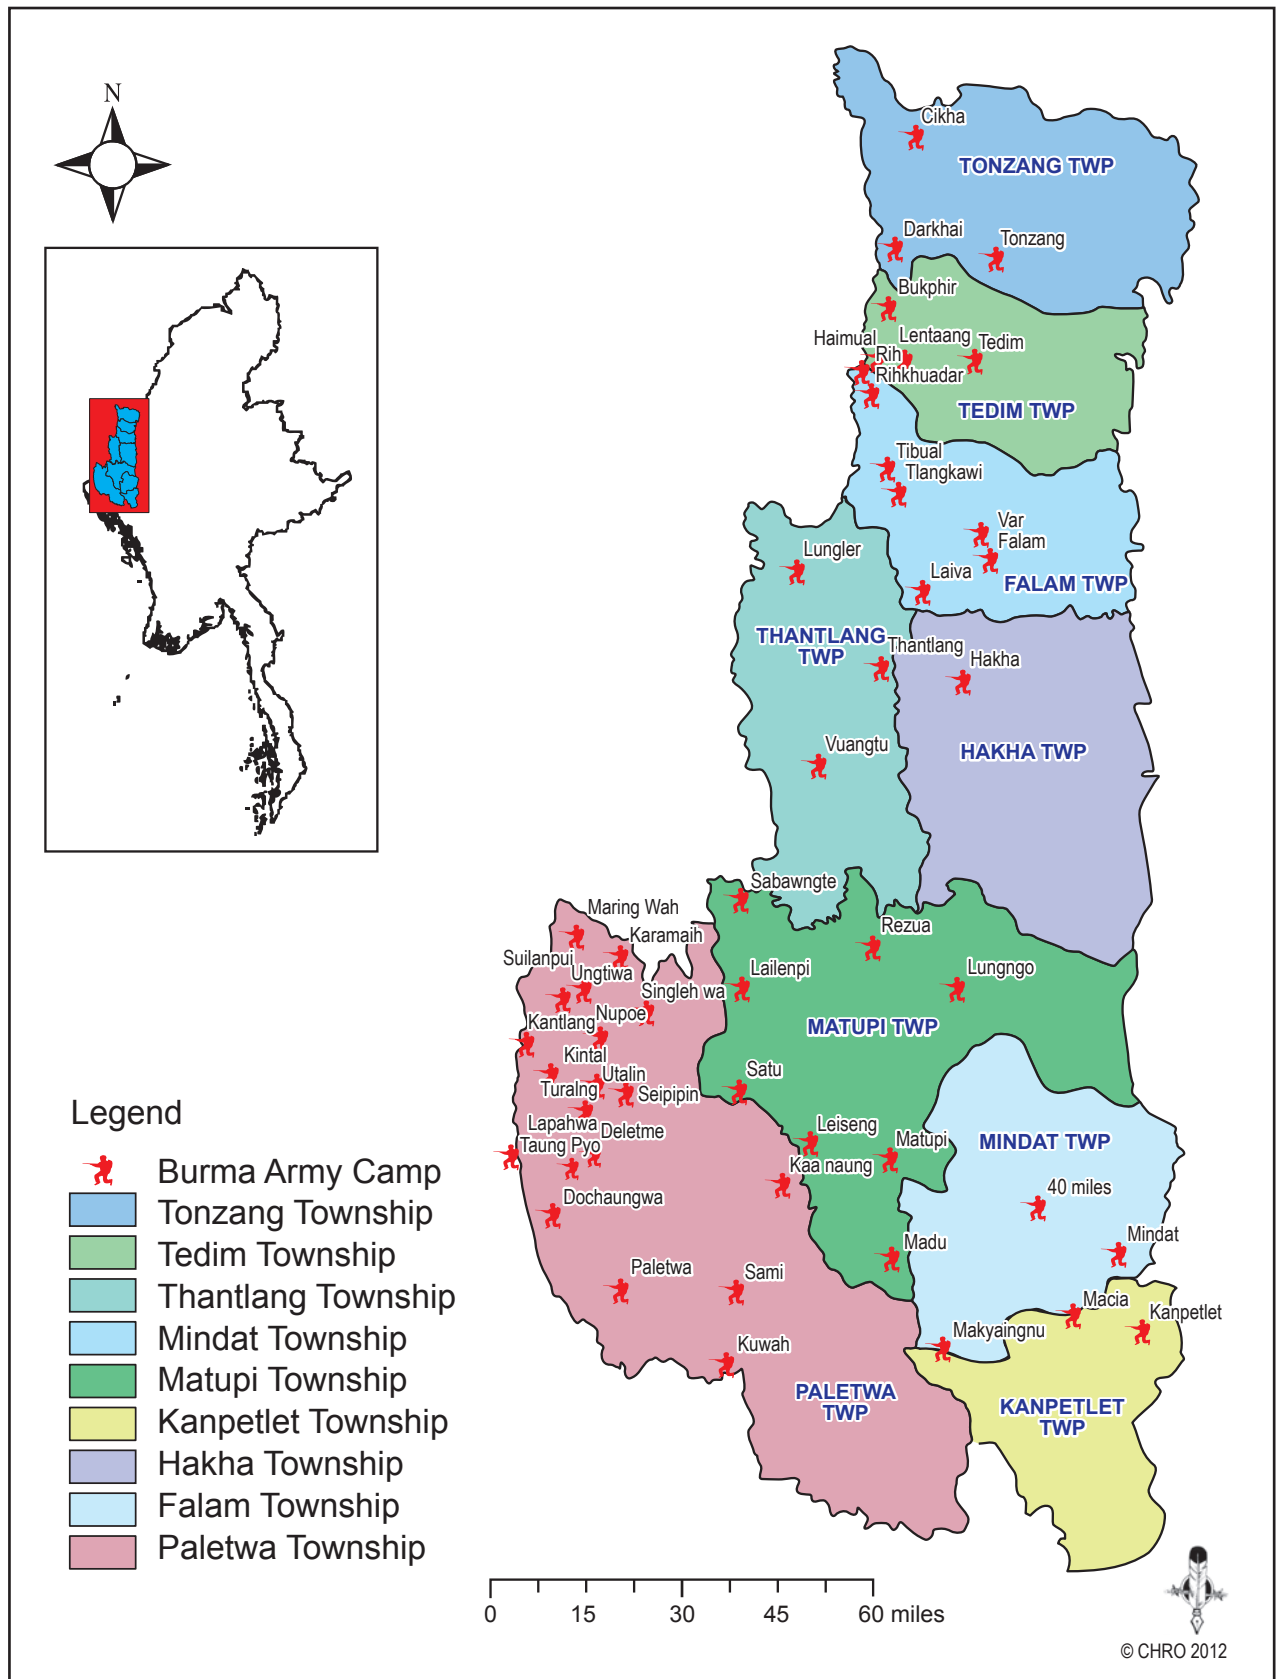 N
Cikha
TONZANG TWP
Darkhai
Tonzang
Bukphir
Haimual
Lentaang
Tedim
Rih
Rihkhuadar
TEDIM TWP
Tibual
Tlangkawi
Var
Falam
Laiva
FALAM TWP
Lungler
THANTLANG
TWP
Thantlang
Hakha
Vuangtu
HAKHA TWP
Sabawngte
Maring Wah
Karamaih
Rezua
Suilanpui
Ungtiwa
Lailenpi
Lungngo
Singleh wa
Kantlang
Nupoe
MATUPI TWP
Kintal
Utalin
Satu
Turalng
Seipipin
Lapahwa
Deletme
Leiseng
Matupi
MINDAT TWP
Taung Pyo
Kaa naung
40 miles
Dochaungwa
Madu
Mindat
Paletwa
Sami
Macia
Kanpetlet
Kuwah
Makyaingnu
PALETWA
TWP
KANPETLET
TWP
Legend
Burma Army Camp
Tonzang Township
Tedim Township
Thantlang Township
Mindat Township
Matupi Township
Kanpetlet Township
Hakha Township
Falam Township
Paletwa Township
0 15 30 45 60 miles
© CHRO 2012